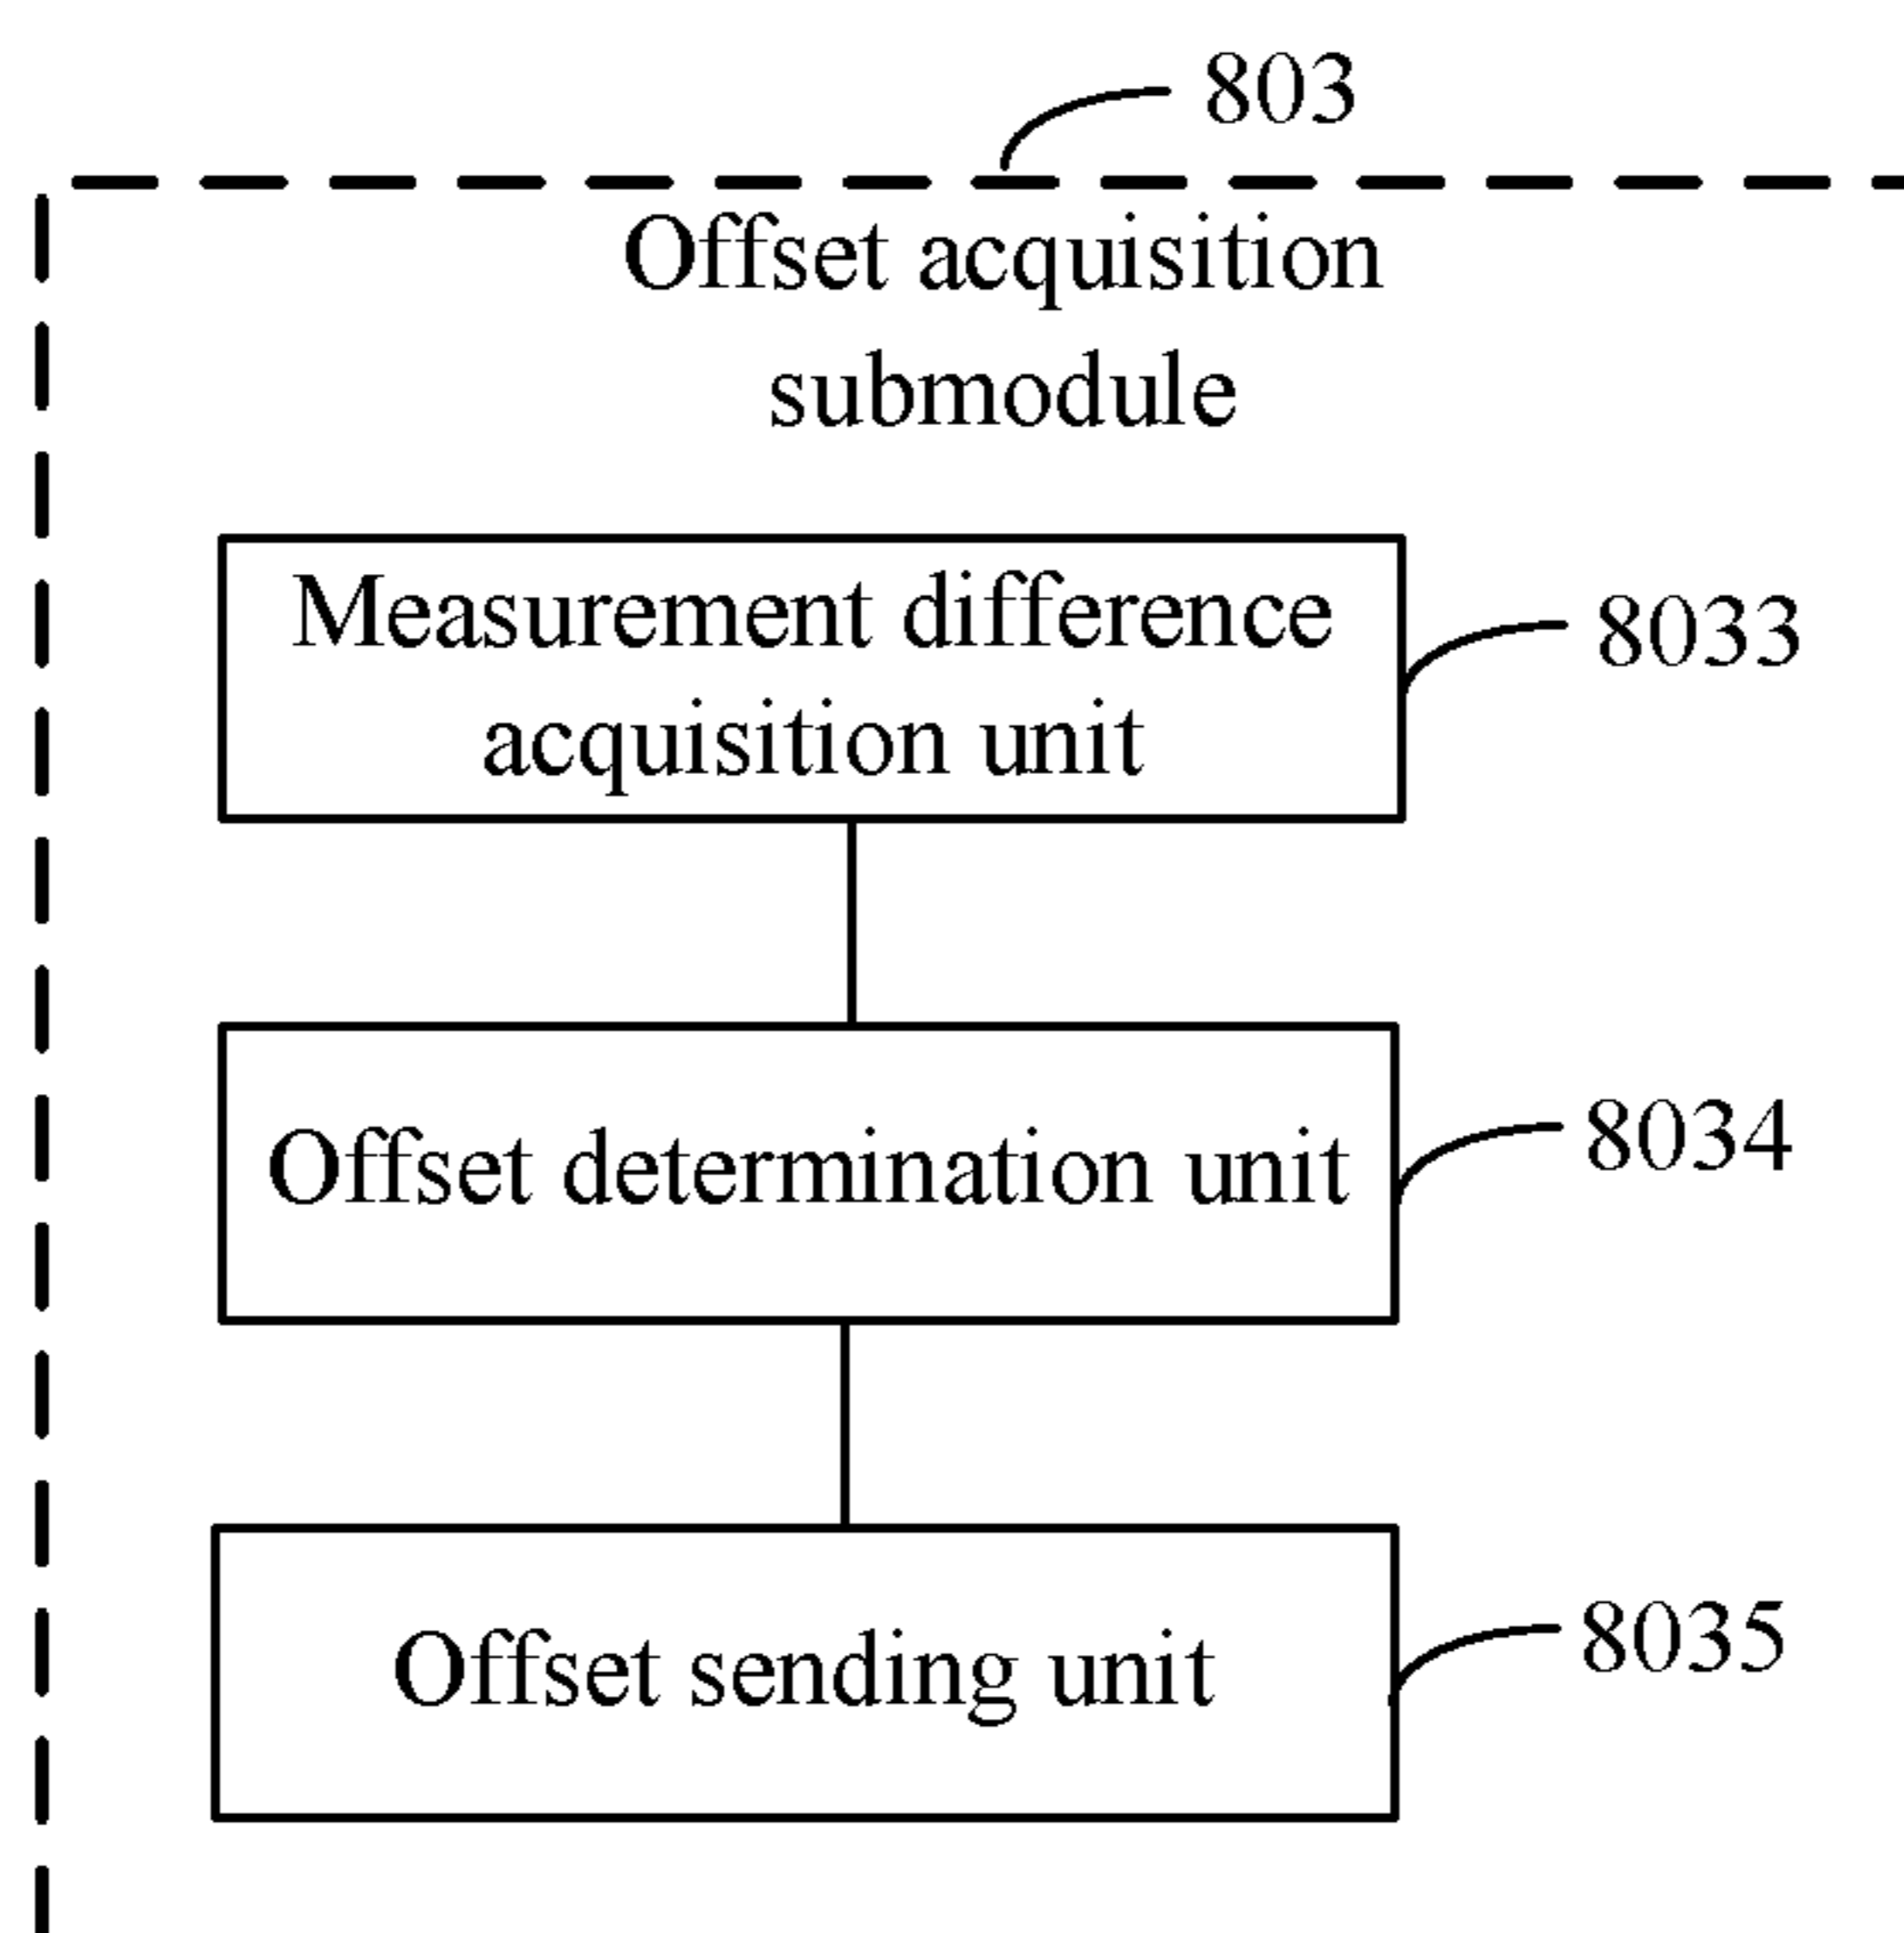 803
Offset acquisition
submodule
Measurement difference
acquisition unit
8033
Offset determination unit
8034
Offset sending unit
8035